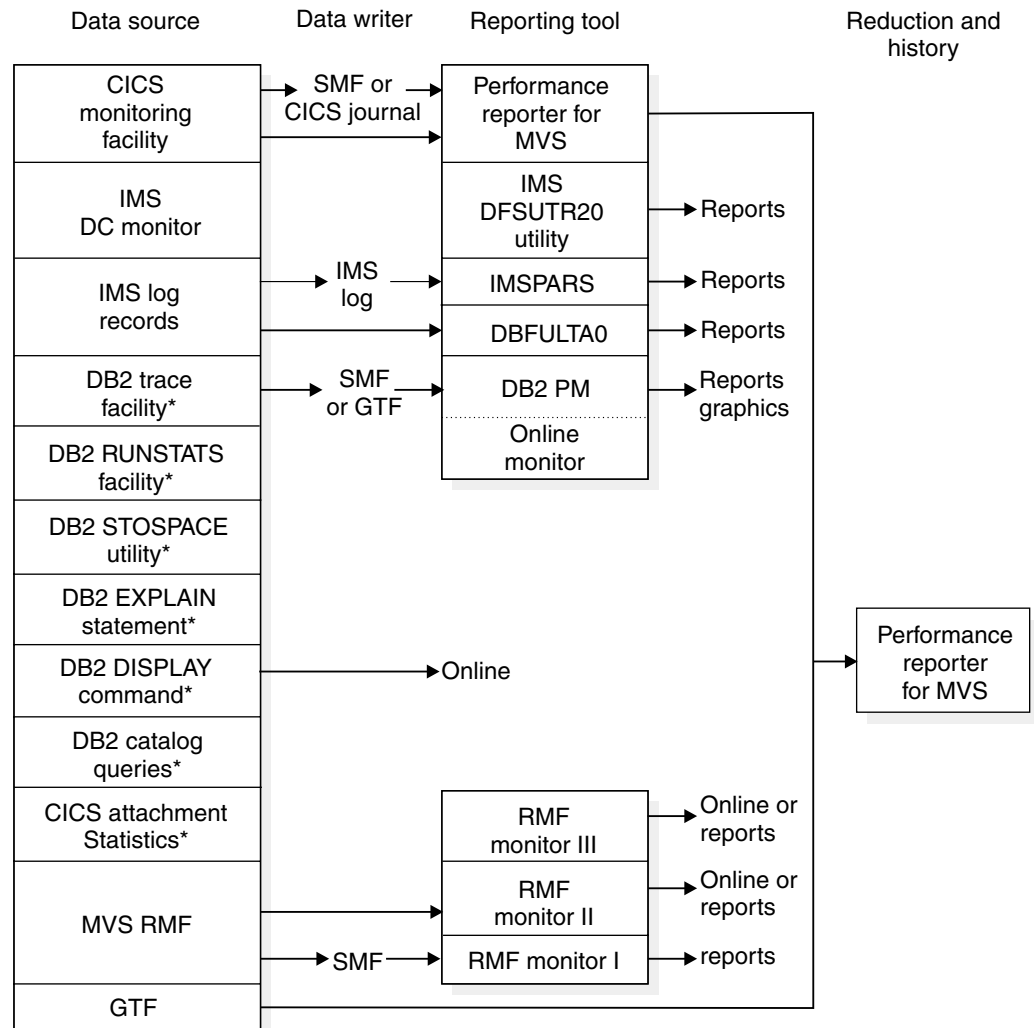 Data source
Data writer
Reporting tool
Reduction and
history
CICS
monitoring
facility
SMF or
CICS journal
Performance
reporter for
MVS
IMS
DC monitor
IMS
DFSUTR20
utility
Reports
IMS log
records
IMS
log
IMSPARS
Reports
DBFULTA0
Reports
DB2 trace
facility*
SMF
or GTF
DB2 PM
Reports
graphics
Online
monitor
DB2 RUNSTATS
facility*
DB2 STOSPACE
utility*
DB2 EXPLAIN
statement*
DB2 DISPLAY
command*
Online
Performance
reporter
for MVS
DB2 catalog
queries*
CICS attachment
Statistics*
RMF
monitor III
Online or
reports
MVS RMF
RMF
monitor II
Online or
reports
SMF
RMF monitor I
reports
GTF